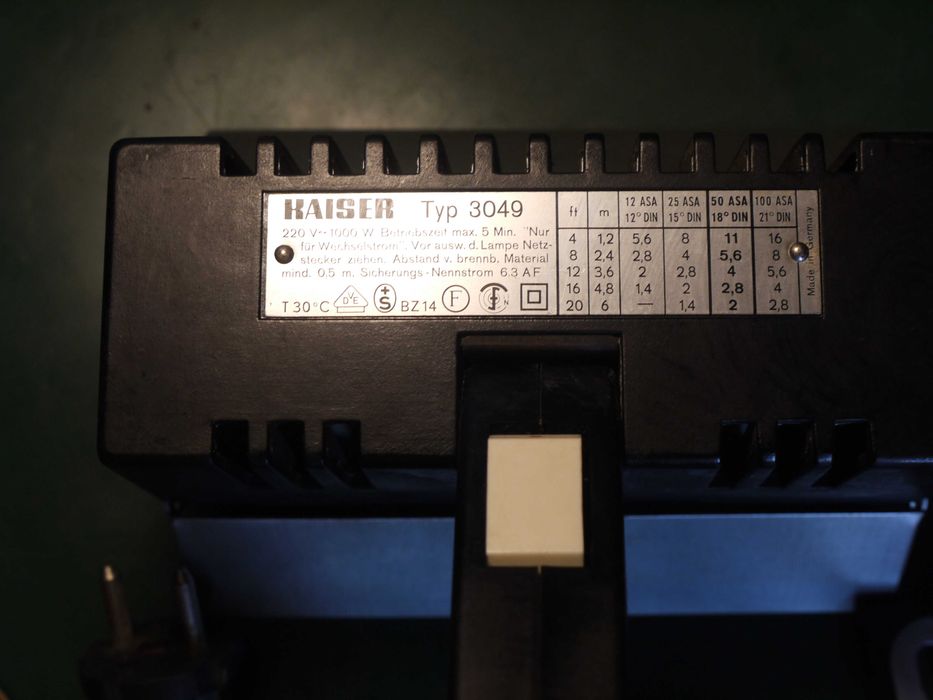 KAISER Typ 3049
220 V~ 1000 W Betriebszeit max. 5 Min. "Nur
für Wechselstrom". Vor ausw. d. Lampe Netz-
stecker ziehen. Abstand v. brennb. Material
mind. 0.5 m. Sicherungs-Nennstrom 6.3 A F
T 30°C DVE S BZ14 F N
ft m 12 ASA 25 ASA 50 ASA 100 ASA
12° DIN 15° DIN 18° DIN 21° DIN
4 1,2 5,6 8 11 16
8 2,4 2,8 4 5,6 8
12 3,6 2 2,8 4 5,6
16 4,8 1,4 2 2,8 4
20 6 — 1,4 2 2,8
Made in Germany